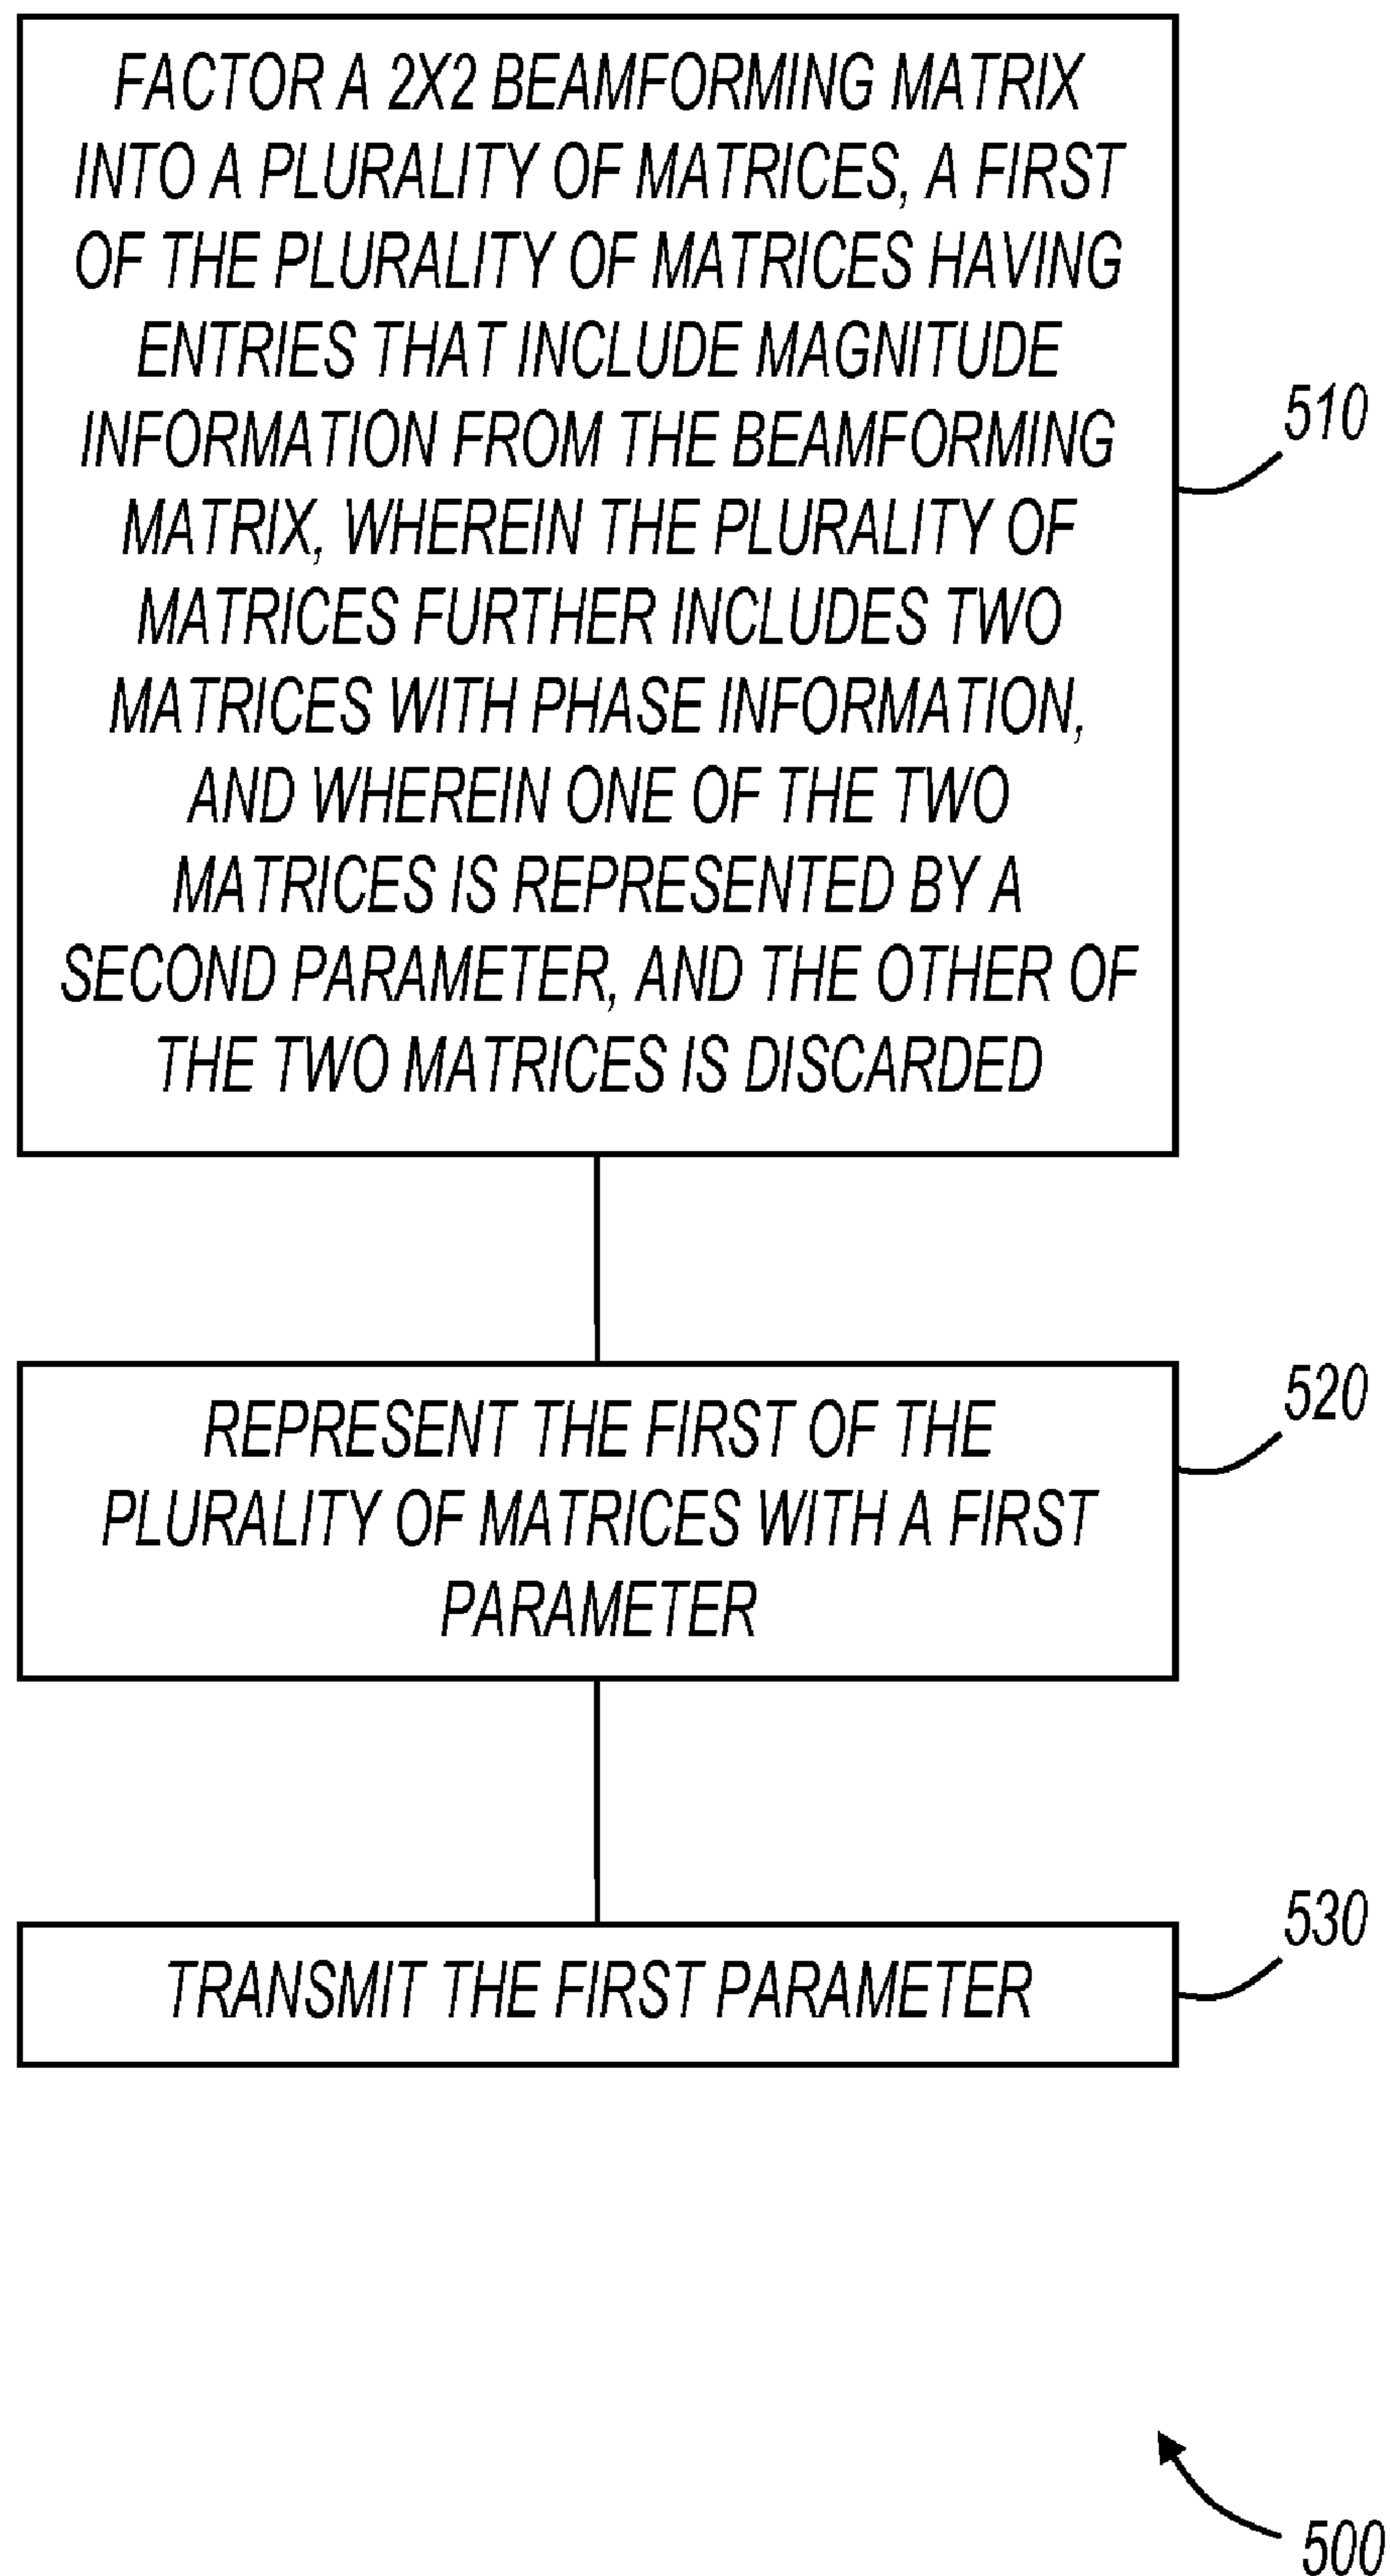 FACTOR A 2X2 BEAMFORMING MATRIX
INTO A PLURALITY OF MATRICES, A FIRST
OF THE PLURALITY OF MATRICES HAVING
ENTRIES THAT INCLUDE MAGNITUDE
INFORMATION FROM THE BEAMFORMING
MATRIX, WHEREIN THE PLURALITY OF
MATRICES FURTHER INCLUDES TWO
MATRICES WITH PHASE INFORMATION,
AND WHEREIN ONE OF THE TWO
MATRICES IS REPRESENTED BY A
SECOND PARAMETER, AND THE OTHER OF
THE TWO MATRICES IS DISCARDED
510
REPRESENT THE FIRST OF THE
PLURALITY OF MATRICES WITH A FIRST
PARAMETER
520
TRANSMIT THE FIRST PARAMETER
530
500